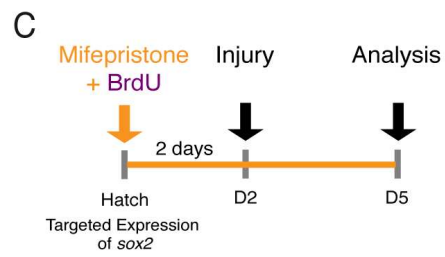 C
Mifepristone
+ BrdU
Injury
Analysis
2 days
Hatch
D2
D5
Targeted Expression
of sox2